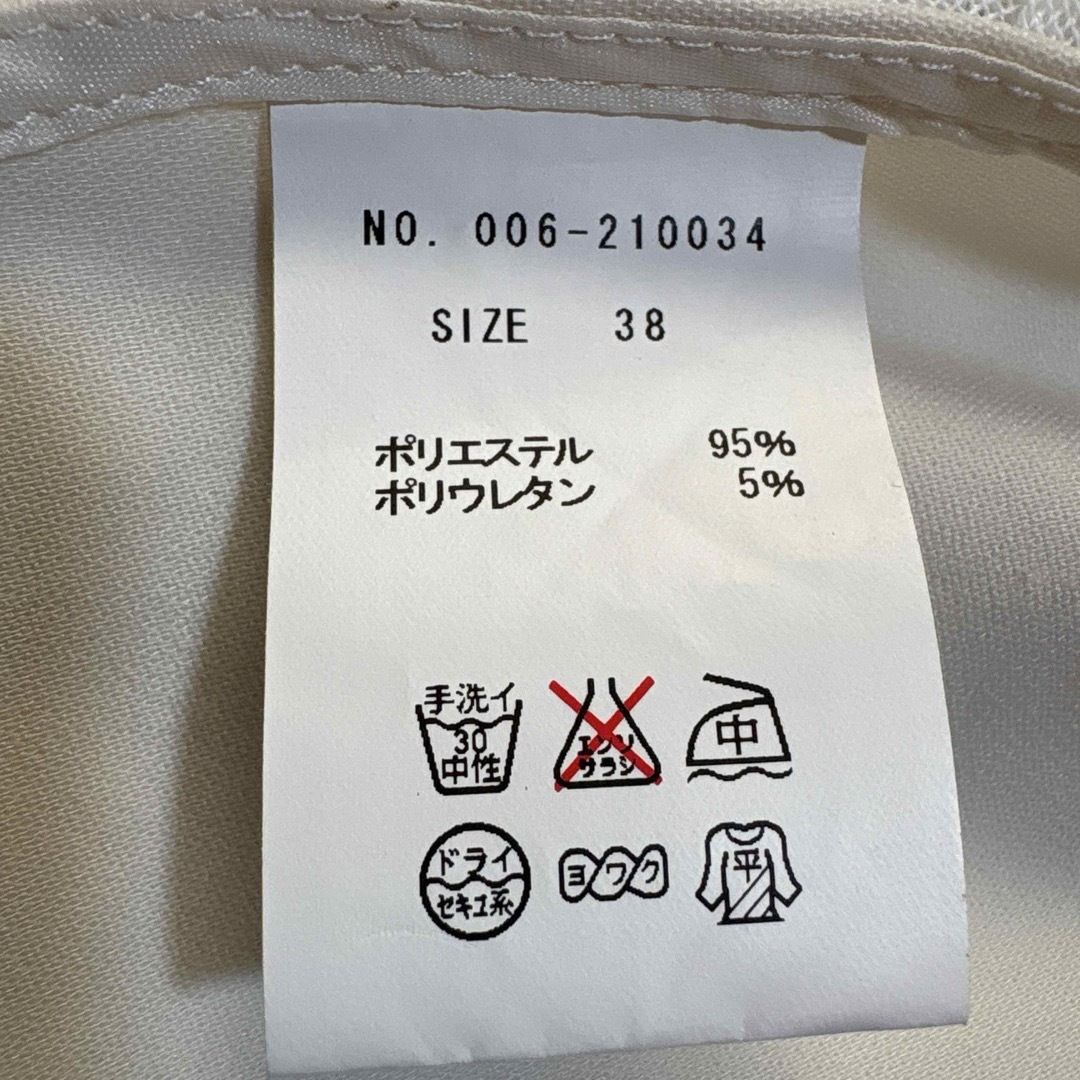 NO. 006-210034
SIZE 38
ポリエステル 95%
ポリウレタン 5%
手洗イ
30
中性
エンソ
サラシ
中
ドライ
セキユ系
ヨワク
平